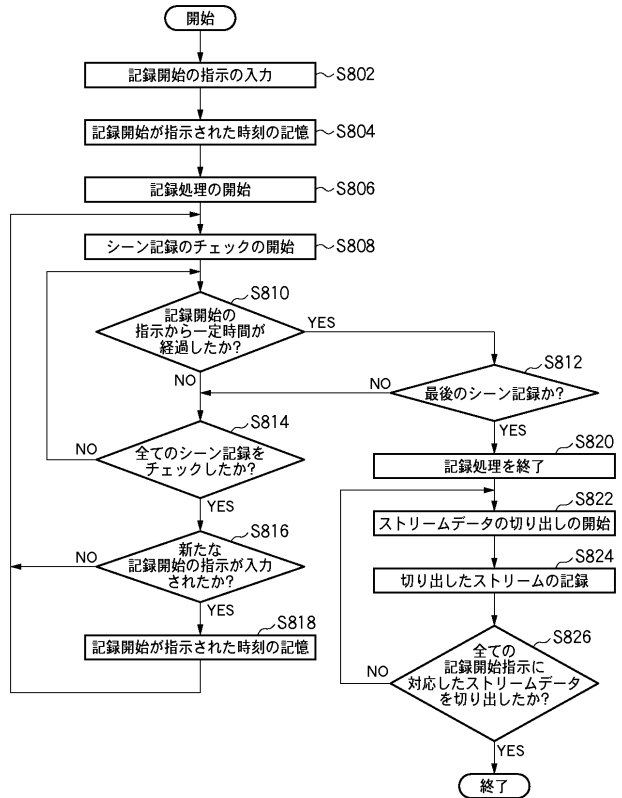 開始
記録開始の指示の入力
S802
記録開始が指示された時刻の記憶
S804
記録処理の開始
S806
シーン記録のチェックの開始
S808
S810
記録開始の
指示から一定時間が
経過したか?
YES
NO
S812
最後のシーン記録か?
NO
YES
S814
全てのシーン記録を
チェックしたか?
NO
YES
S816
新たな
記録開始の指示が入力
されたか?
NO
YES
S818
記録開始が指示された時刻の記憶
S820
記録処理を終了
S822
ストリームデータの切り出しの開始
S824
切り出したストリームの記録
S826
全ての
記録開始指示に
対応したストリームデータ
を切り出したか?
NO
YES
終了